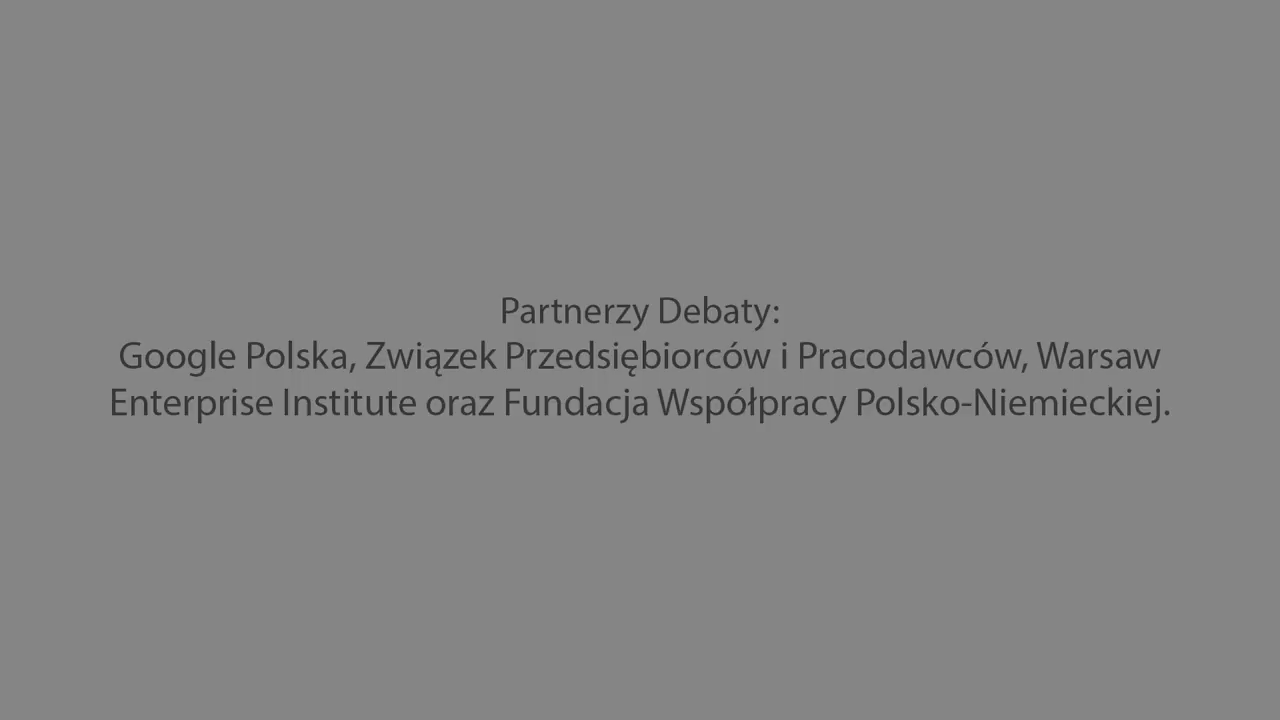 Partnerzy Debaty:
Google Polska, Związek Przedsiębiorców i Pracodawców, Warsaw
Enterprise Institute oraz Fundacja Współpracy Polsko-Niemieckiej.